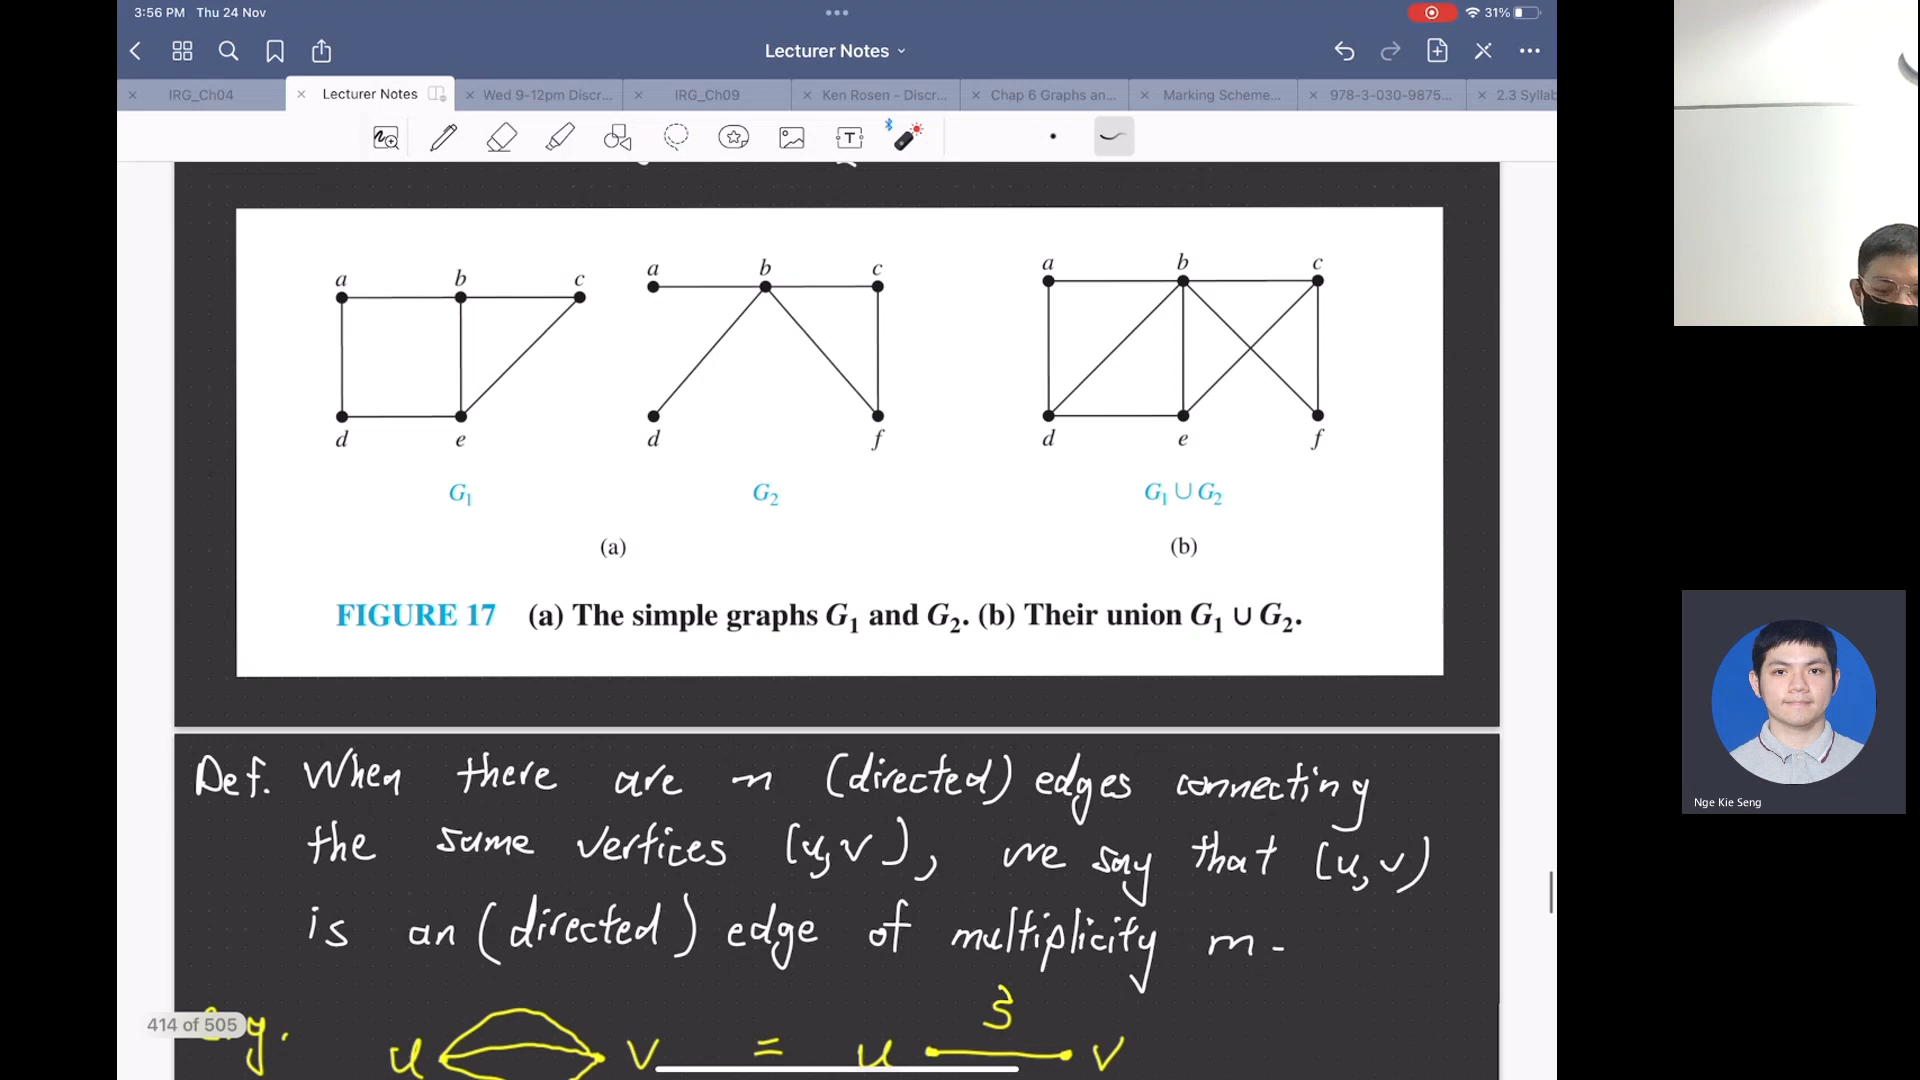 3:56 PM Thu 24 Nov
31%
Lecturer Notes
IRG_Ch04
Lecturer Notes
Wed 9-12pm Discr...
IRG_Ch09
Ken Rosen - Discr...
Chap 6 Graphs an...
Marking Scheme...
978-3-030-9875...
2.3 Syllab
T
a b c a b c a b c
d e d f d e f
G1 G2 G1 ∪ G2
(a) (b)
FIGURE 17 (a) The simple graphs G1 and G2. (b) Their union G1 ∪ G2.
Def. When there are m (directed) edges connecting
the same vertices (u,v), we say that (u,v)
is an (directed) edge of multiplicity m.
414 of 505
3
u v = u v
Nge Kie Seng